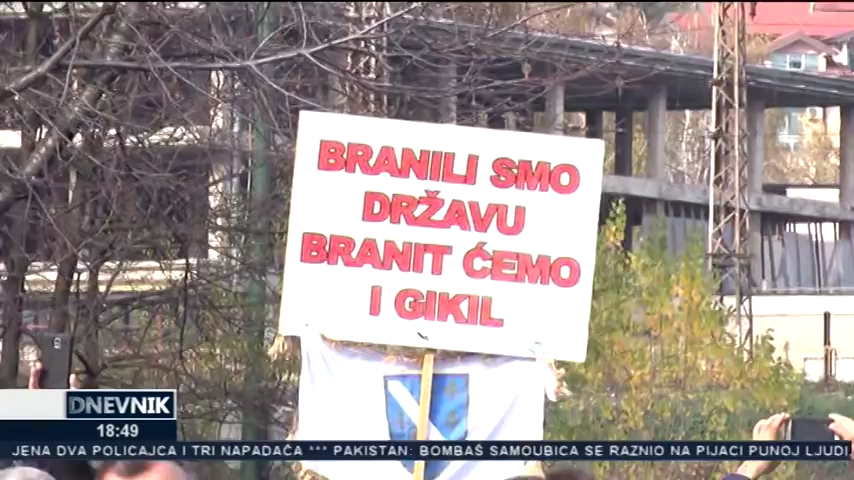 BRANILI SMO
DRŽAVU
BRANIT ĆEMO
I GIKIL
DNEVNIK
18:49
JENA DVA POLICAJCA I TRI NAPADAČA *** PAKISTAN: BOMBAŠ SAMOUBICA SE RAZNIO NA PIJACI PUNOJ LJUDI